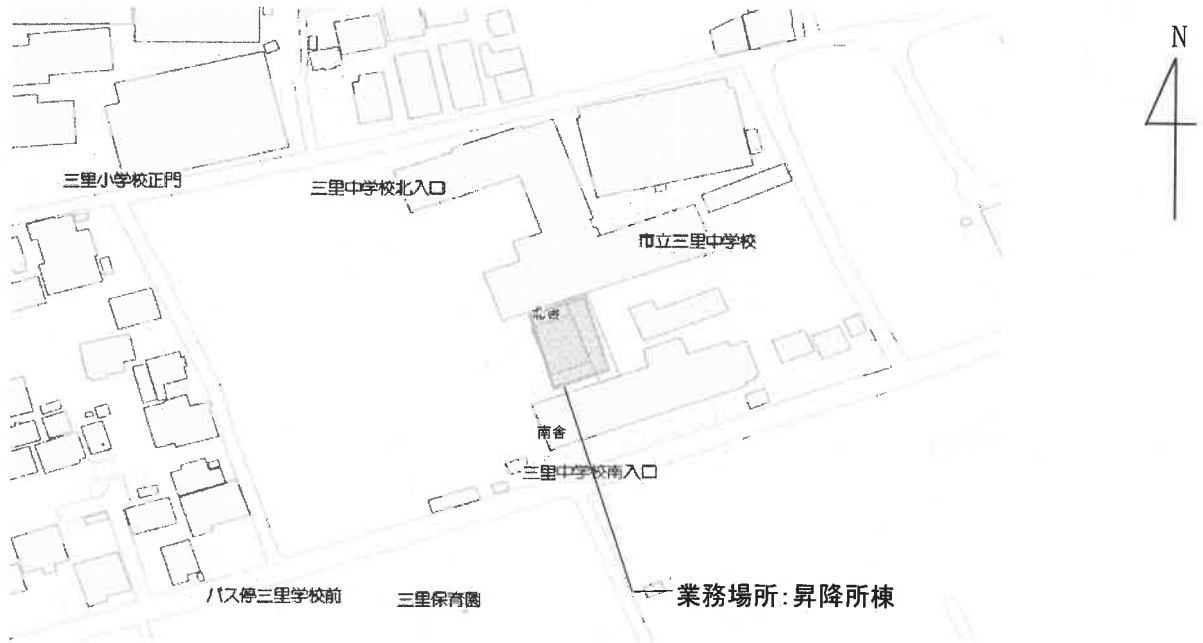 N
三里小学校正門
三里中学校北入口
市立三里中学校
北舎
南舎
三里中学校南入口
バス停三里学校前
三里保育園
業務場所:昇降所棟